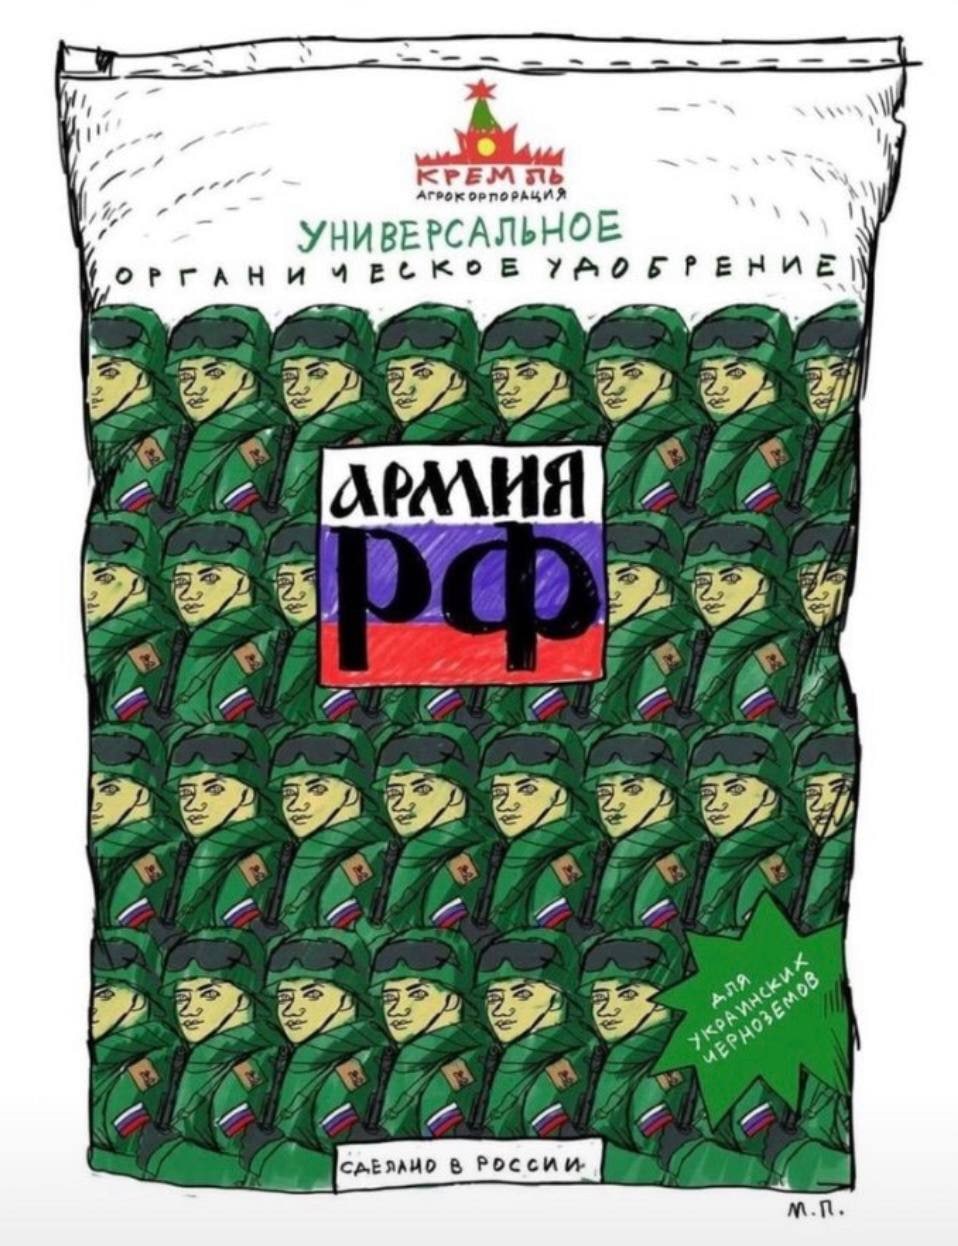 КРЕМЛЬ
АГРОКОРПОРАЦИЯ
УНИВЕРСАЛЬНОЕ
ОРГАНИЧЕСКОЕ УДОБРЕНИЕ
АРМИЯ
РФ
ДЛЯ
УКРАИНСКИХ
ЧЕРНОЗЕМОВ
СДЕЛАНО В РОССИИ
М.П.